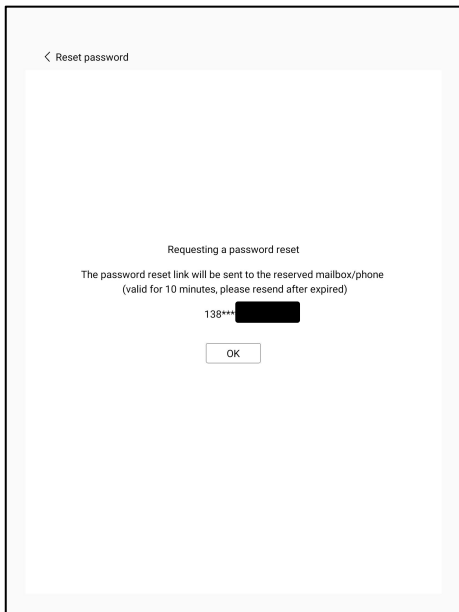 Reset password
Requesting a password reset
The password reset link will be sent to the reserved mailbox/phone
(valid for 10 minutes, please resend after expired)
138***
OK